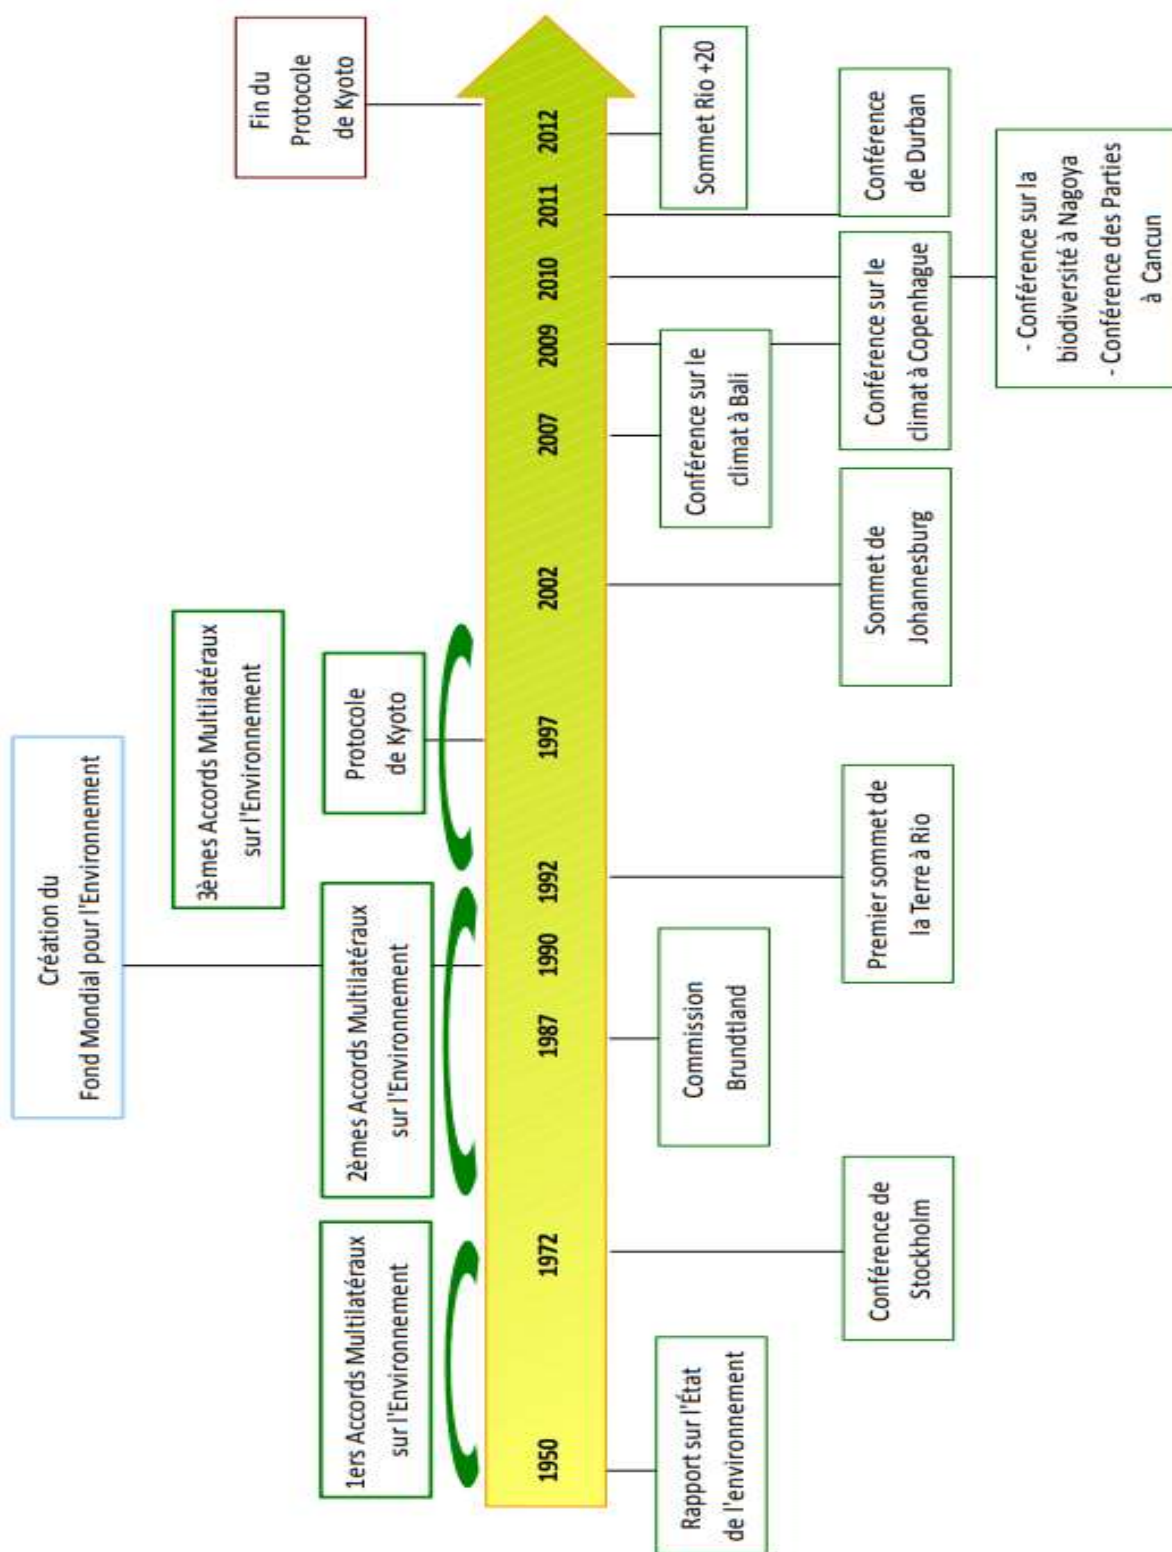 Création du
Fond Mondial pour l'Environnement
3èmes Accords Multilatéraux
sur l'Environnement
Fin du
Protocole
de Kyoto
1ers Accords Multilatéraux
sur l'Environnement
2èmes Accords Multilatéraux
sur l'Environnement
Protocole
de Kyoto
1950
1972
1987
1990
1992
1997
2002
2007
2009
2010
2011
2012
Rapport sur l'État
de l'environnement
Commission
Brundtland
Conférence sur le
climat à Bali
Sommet Rio +20
Conférence de
Stockholm
Premier sommet de
la Terre à Rio
Sommet de
Johannesburg
Conférence sur le
climat à Copenhague
Conférence
de Durban
- Conférence sur la
biodiversité à Nagoya
- Conférence des Parties
à Cancun